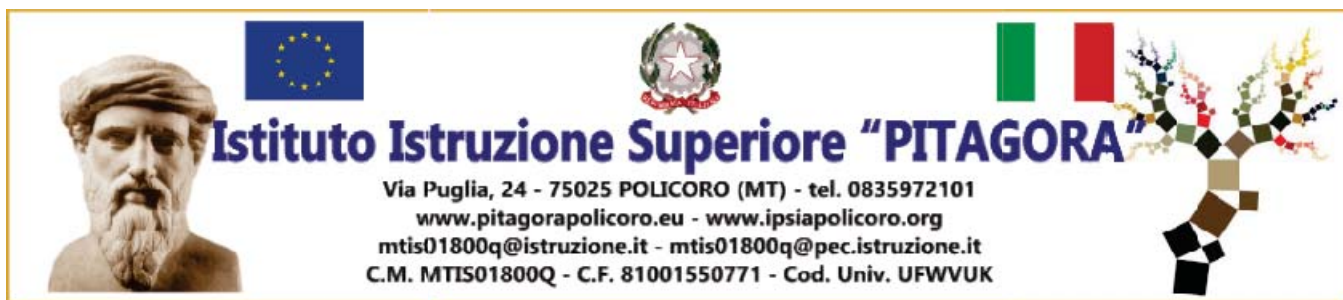 Istituto Istruzione Superiore "PITAGORA"
Via Puglia, 24 - 75025 POLICORO (MT) - tel. 0835972101
www.pitagorapolicoro.eu - www.ipsiapolicoro.org
mtis01800q@istruzione.it - mtis01800q@pec.istruzione.it
C.M. MTIS01800Q - C.F. 81001550771 - Cod. Univ. UFWVUK